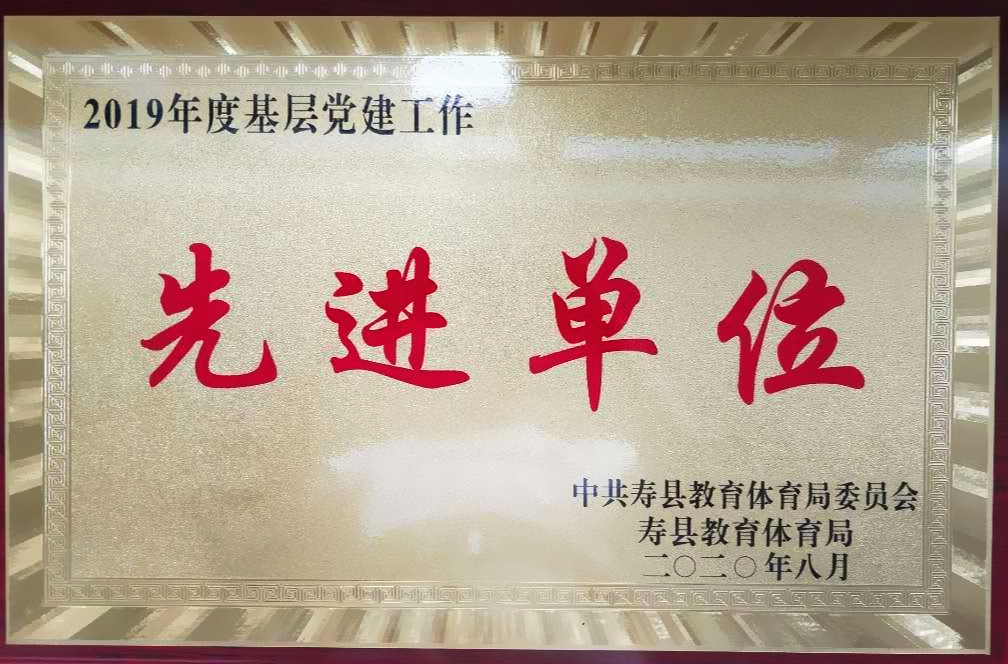 2019年度基层党建工作
先进单位
中共寿县教育体育局委员会
寿县教育体育局
二〇二〇年八月